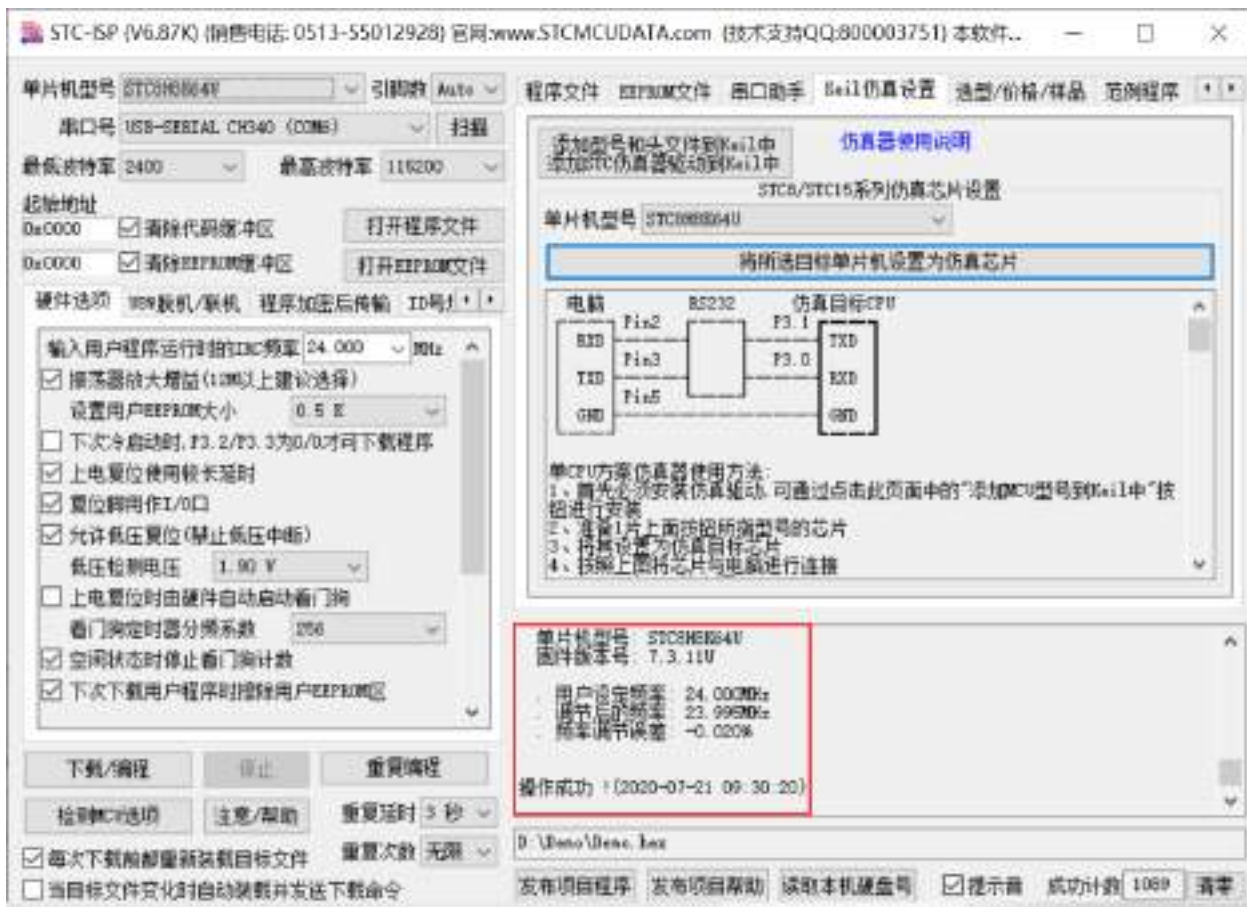 STC-ISP (V6.87K) (销售电话: 0513-55012928) 官网:www.STCMCUDATA.com (技术支持QQ:800003751) 本软件..
单片机型号 STC8H8K64U 引脚数 Auto
串口号 USB-SERIAL CH340 (COM6) 扫描
最低波特率 2400 最高波特率 115200
起始地址
0x0000 清除代码缓冲区 打开程序文件
0x0000 清除EEPROM缓冲区 打开EEPROM文件
硬件选项 U8W脱机/联机 程序加密后传输 ID号
输入用户程序运行时的IRC频率 24.000 MHz
振荡器放大增益(12M以上建议选择)
设置用户EEPROM大小 0.5 K
下次冷启动时,P3.2/P3.3为0/0才可下载程序
上电复位使用较长延时
复位脚用作I/O口
允许低压复位(禁止低压中断)
低压检测电压 1.90 V
上电复位时由硬件自动启动看门狗
看门狗定时器分频系数 256
空闲状态时停止看门狗计数
下次下载用户程序时擦除用户EEPROM区
下载/编程 停止 重复编程
检测MCU选项 注意/帮助 重复延时 3 秒
每次下载前都重新装载目标文件 重复次数 无限
当目标文件变化时自动装载并发送下载命令
程序文件 EEPROM文件 串口助手 Keil仿真设置 选型/价格/样品 范例程序
添加型号和头文件到Keil中
添加STC仿真器驱动到Keil中
仿真器使用说明
STC8/STC15系列仿真芯片设置
单片机型号 STC8H8K64U
将所选目标单片机设置为仿真芯片
电脑 RS232 仿真目标CPU
Pin2 P3.1
RXD TXD
Pin3 P3.0
TXD RXD
Pin5
GND GND
单CPU方案仿真器使用方法:
1、首先必须安装仿真驱动,可通过点击此页面中的"添加MCU型号到Keil中"按
钮进行安装
2、准备1片上面按钮所指型号的芯片
3、将其设置为仿真目标芯片
4、按照上图将芯片与电脑进行连接
单片机型号: STC8H8K64U
固件版本号: 7.3.11U
. 用户设定频率: 24.000MHz
. 调节后的频率: 23.995MHz
. 频率调节误差: -0.020%
操作成功 !(2020-07-21 09:30:20)
D:\Demo\Demo.hex
发布项目程序 发布项目帮助 读取本机硬盘号 提示音 成功计数 1089 清零